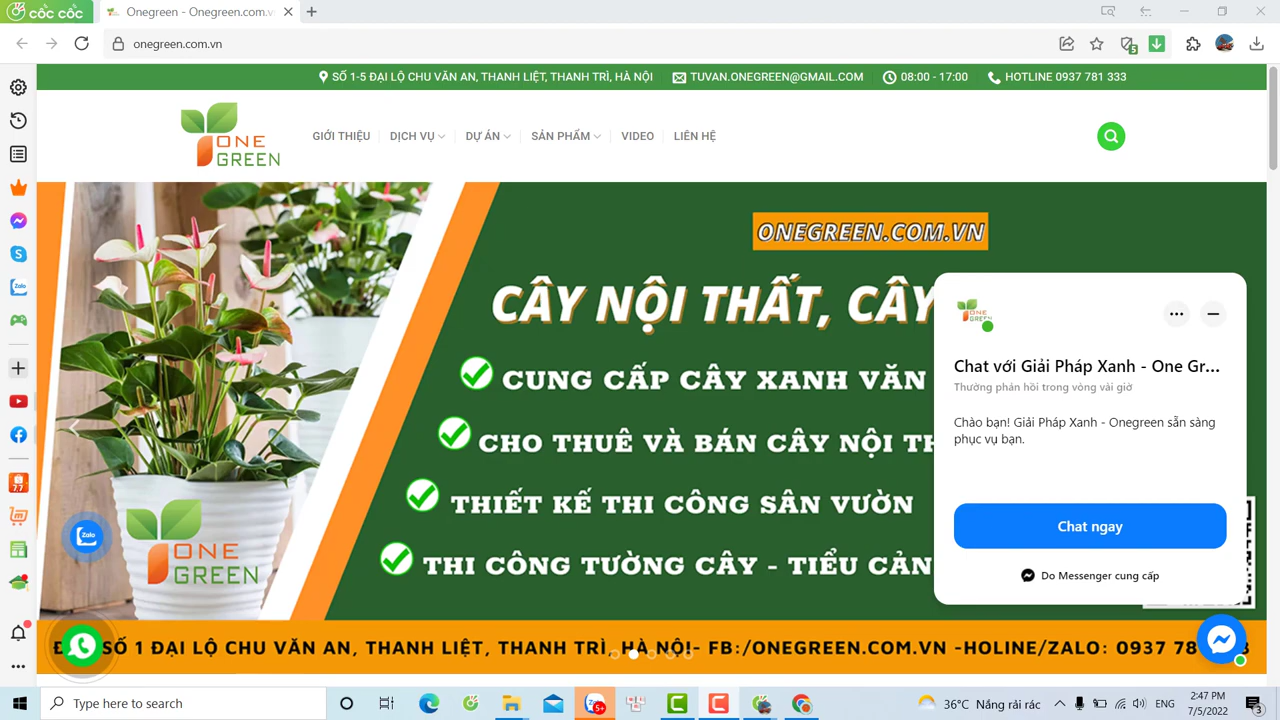 cốc cốc
Onegreen - Onegreen.com.v
onegreen.com.vn
5
SỐ 1-5 ĐẠI LỘ CHU VĂN AN, THANH LIỆT, THANH TRÌ, HÀ NỘI
TUVAN.ONEGREEN@GMAIL.COM
08:00 - 17:00
HOTLINE 0937 781 333
ONE
GREEN
GIỚI THIỆU
DỊCH VỤ
DỰ ÁN
SẢN PHẨM
VIDEO
LIÊN HỆ
ONEGREEN.COM.VN
CÂY NỘI THẤT, CÂY
CUNG CẤP CÂY XANH VĂN
CHO THUÊ VÀ BÁN CÂY NỘI TH
THIẾT KẾ THI CÔNG SÂN VƯỜN
THI CÔNG TƯỜNG CÂY - TIỂU CẢN
ONE
GREEN
Zalo
Zalo
7.7
Chat với Giải Pháp Xanh - One Gr...
Thường phản hồi trong vòng vài giờ
Chào bạn! Giải Pháp Xanh - Onegreen sẵn sàng
phục vụ bạn.
Chat ngay
Do Messenger cung cấp
SỐ 1 ĐẠI LỘ CHU VĂN AN, THANH LIỆT, THANH TRÌ, HÀ NỘI- FB:/ONEGREEN.COM.VN -HOLINE/ZALO: 0937 78
Type here to search
5+
36°C Nắng rải rác
ENG
2:47 PM
7/5/2022
3